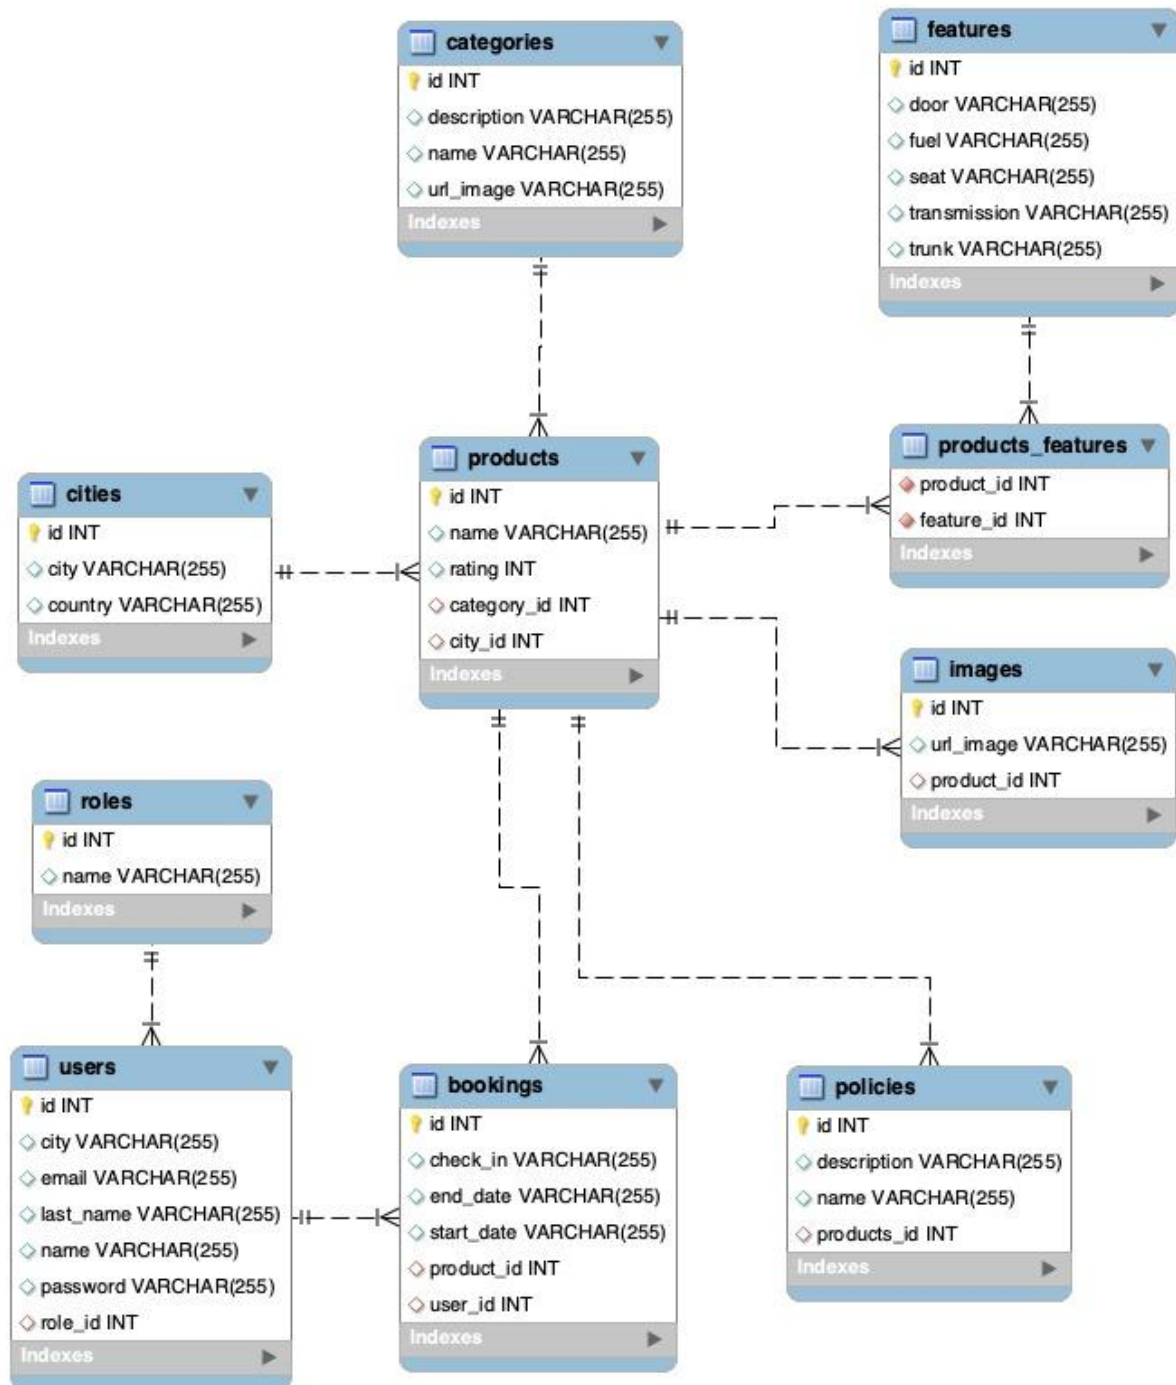 categories
id INT
description VARCHAR(255)
name VARCHAR(255)
url_image VARCHAR(255)
Indexes
features
id INT
door VARCHAR(255)
fuel VARCHAR(255)
seat VARCHAR(255)
transmission VARCHAR(255)
trunk VARCHAR(255)
Indexes
cities
id INT
city VARCHAR(255)
country VARCHAR(255)
Indexes
products
id INT
name VARCHAR(255)
rating INT
category_id INT
city_id INT
Indexes
products_features
product_id INT
feature_id INT
Indexes
images
id INT
url_image VARCHAR(255)
product_id INT
Indexes
roles
id INT
name VARCHAR(255)
Indexes
users
id INT
city VARCHAR(255)
email VARCHAR(255)
last_name VARCHAR(255)
name VARCHAR(255)
password VARCHAR(255)
role_id INT
Indexes
bookings
id INT
check_in VARCHAR(255)
end_date VARCHAR(255)
start_date VARCHAR(255)
product_id INT
user_id INT
Indexes
policies
id INT
description VARCHAR(255)
name VARCHAR(255)
products_id INT
Indexes